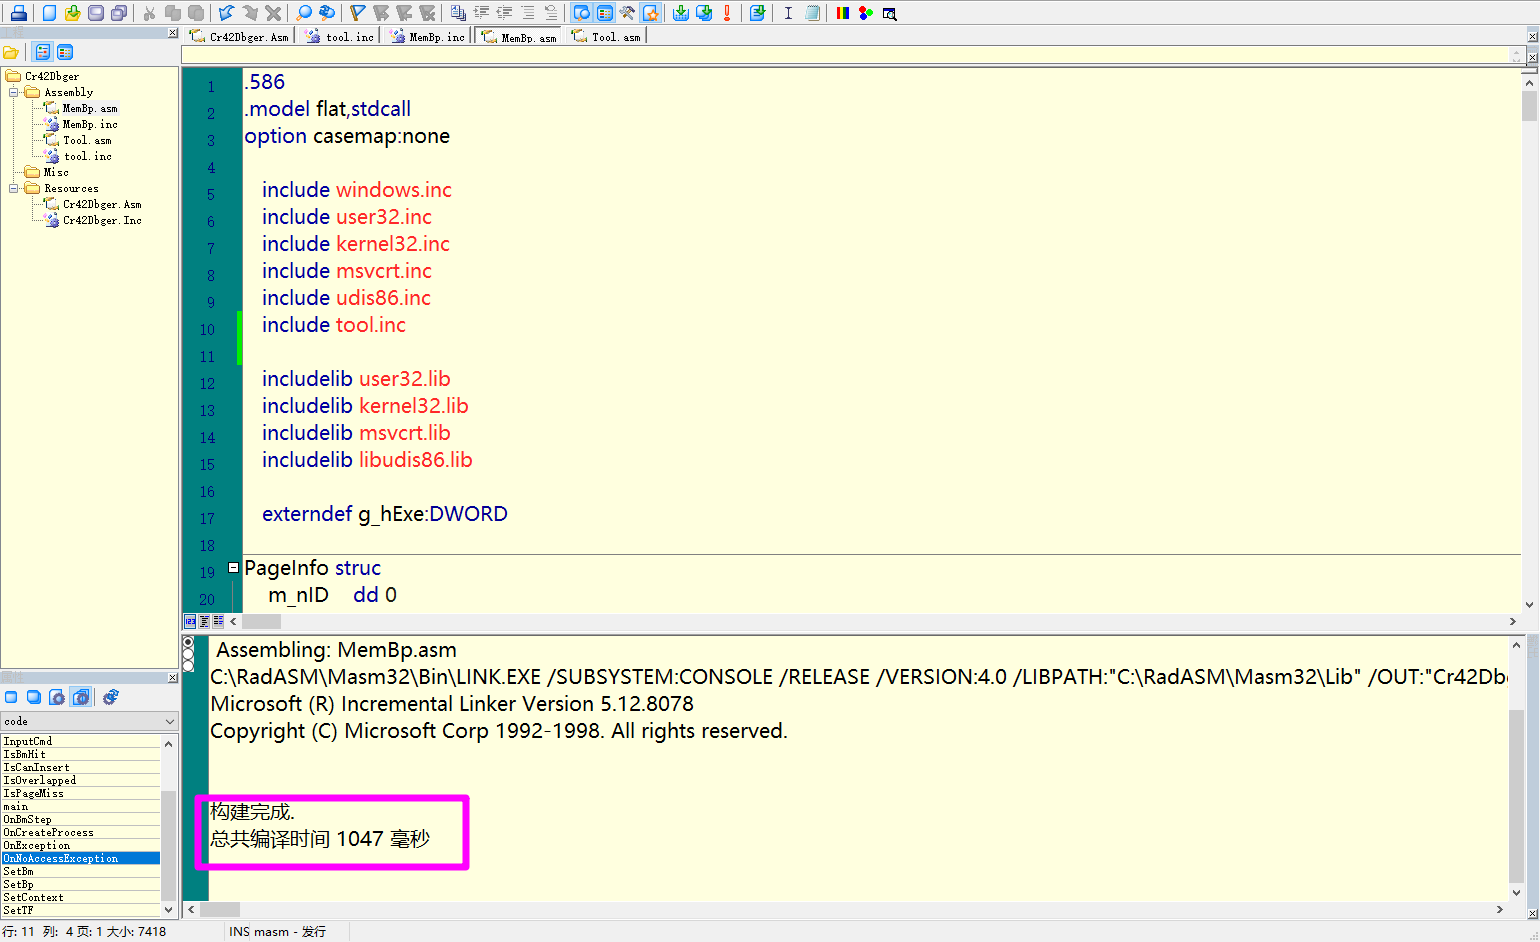 Cr42Dbger.Asm
tool.inc
MemBp.inc
MemBp.asm
Tool.asm
Cr42Dbger
Assembly
MemBp.asm
MemBp.inc
Tool.asm
tool.inc
Misc
Resources
Cr42Dbger.Asm
Cr42Dbger.Inc
1 .586
2 .model flat,stdcall
3 option casemap:none
4
5 include windows.inc
6 include user32.inc
7 include kernel32.inc
8 include msvcrt.inc
9 include udis86.inc
10 include tool.inc
11
12 includelib user32.lib
13 includelib kernel32.lib
14 includelib msvcrt.lib
15 includelib libudis86.lib
16
17 externdef g_hExe:DWORD
18
19 PageInfo struc
20 m_nID dd 0
code
InputCmd
IsBmHit
IsCanInsert
IsOverlapped
IsPageMiss
main
OnBmStep
OnCreateProcess
OnException
OnNoAccessException
SetBm
SetBp
SetContext
SetTF
Assembling: MemBp.asm
C:\RadASM\Masm32\Bin\LINK.EXE /SUBSYSTEM:CONSOLE /RELEASE /VERSION:4.0 /LIBPATH:"C:\RadASM\Masm32\Lib" /OUT:"Cr42Dbg
Microsoft (R) Incremental Linker Version 5.12.8078
Copyright (C) Microsoft Corp 1992-1998. All rights reserved.
构建完成.
总共编译时间 1047 毫秒
行: 11 列: 4 页: 1 大小: 7418 INS masm - 发行